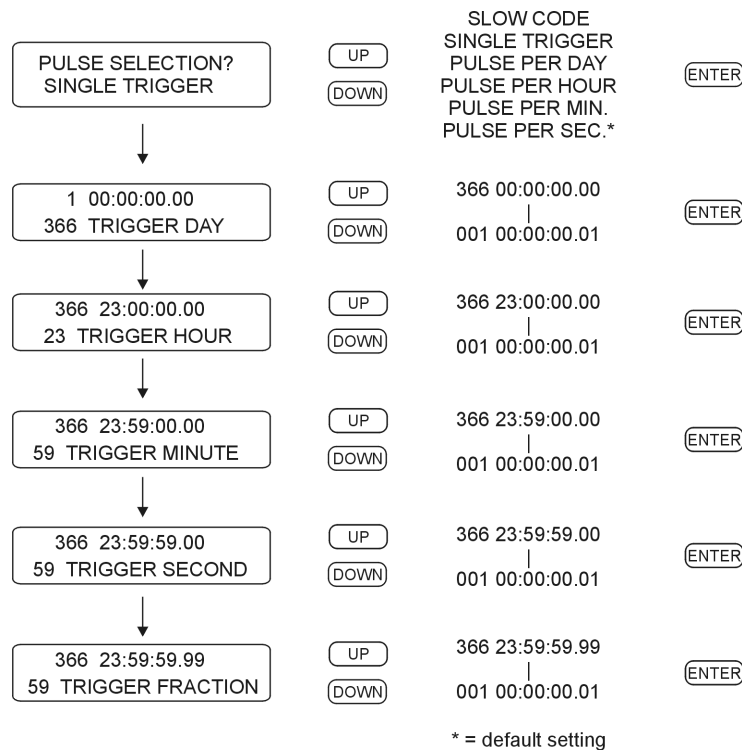 PULSE SELECTION?
SINGLE TRIGGER
UP
DOWN
SLOW CODE
SINGLE TRIGGER
PULSE PER DAY
PULSE PER HOUR
PULSE PER MIN.
PULSE PER SEC.*
ENTER
1 00:00:00.00
366 TRIGGER DAY
UP
DOWN
366 00:00:00.00
001 00:00:00.01
ENTER
366 23:00:00.00
23 TRIGGER HOUR
UP
DOWN
366 23:00:00.00
001 00:00:00.01
ENTER
366 23:59:00.00
59 TRIGGER MINUTE
UP
DOWN
366 23:59:00.00
001 00:00:00.01
ENTER
366 23:59:59.00
59 TRIGGER SECOND
UP
DOWN
366 23:59:59.00
001 00:00:00.01
ENTER
366 23:59:59.99
59 TRIGGER FRACTION
UP
DOWN
366 23:59:59.99
001 00:00:00.01
ENTER
* = default setting